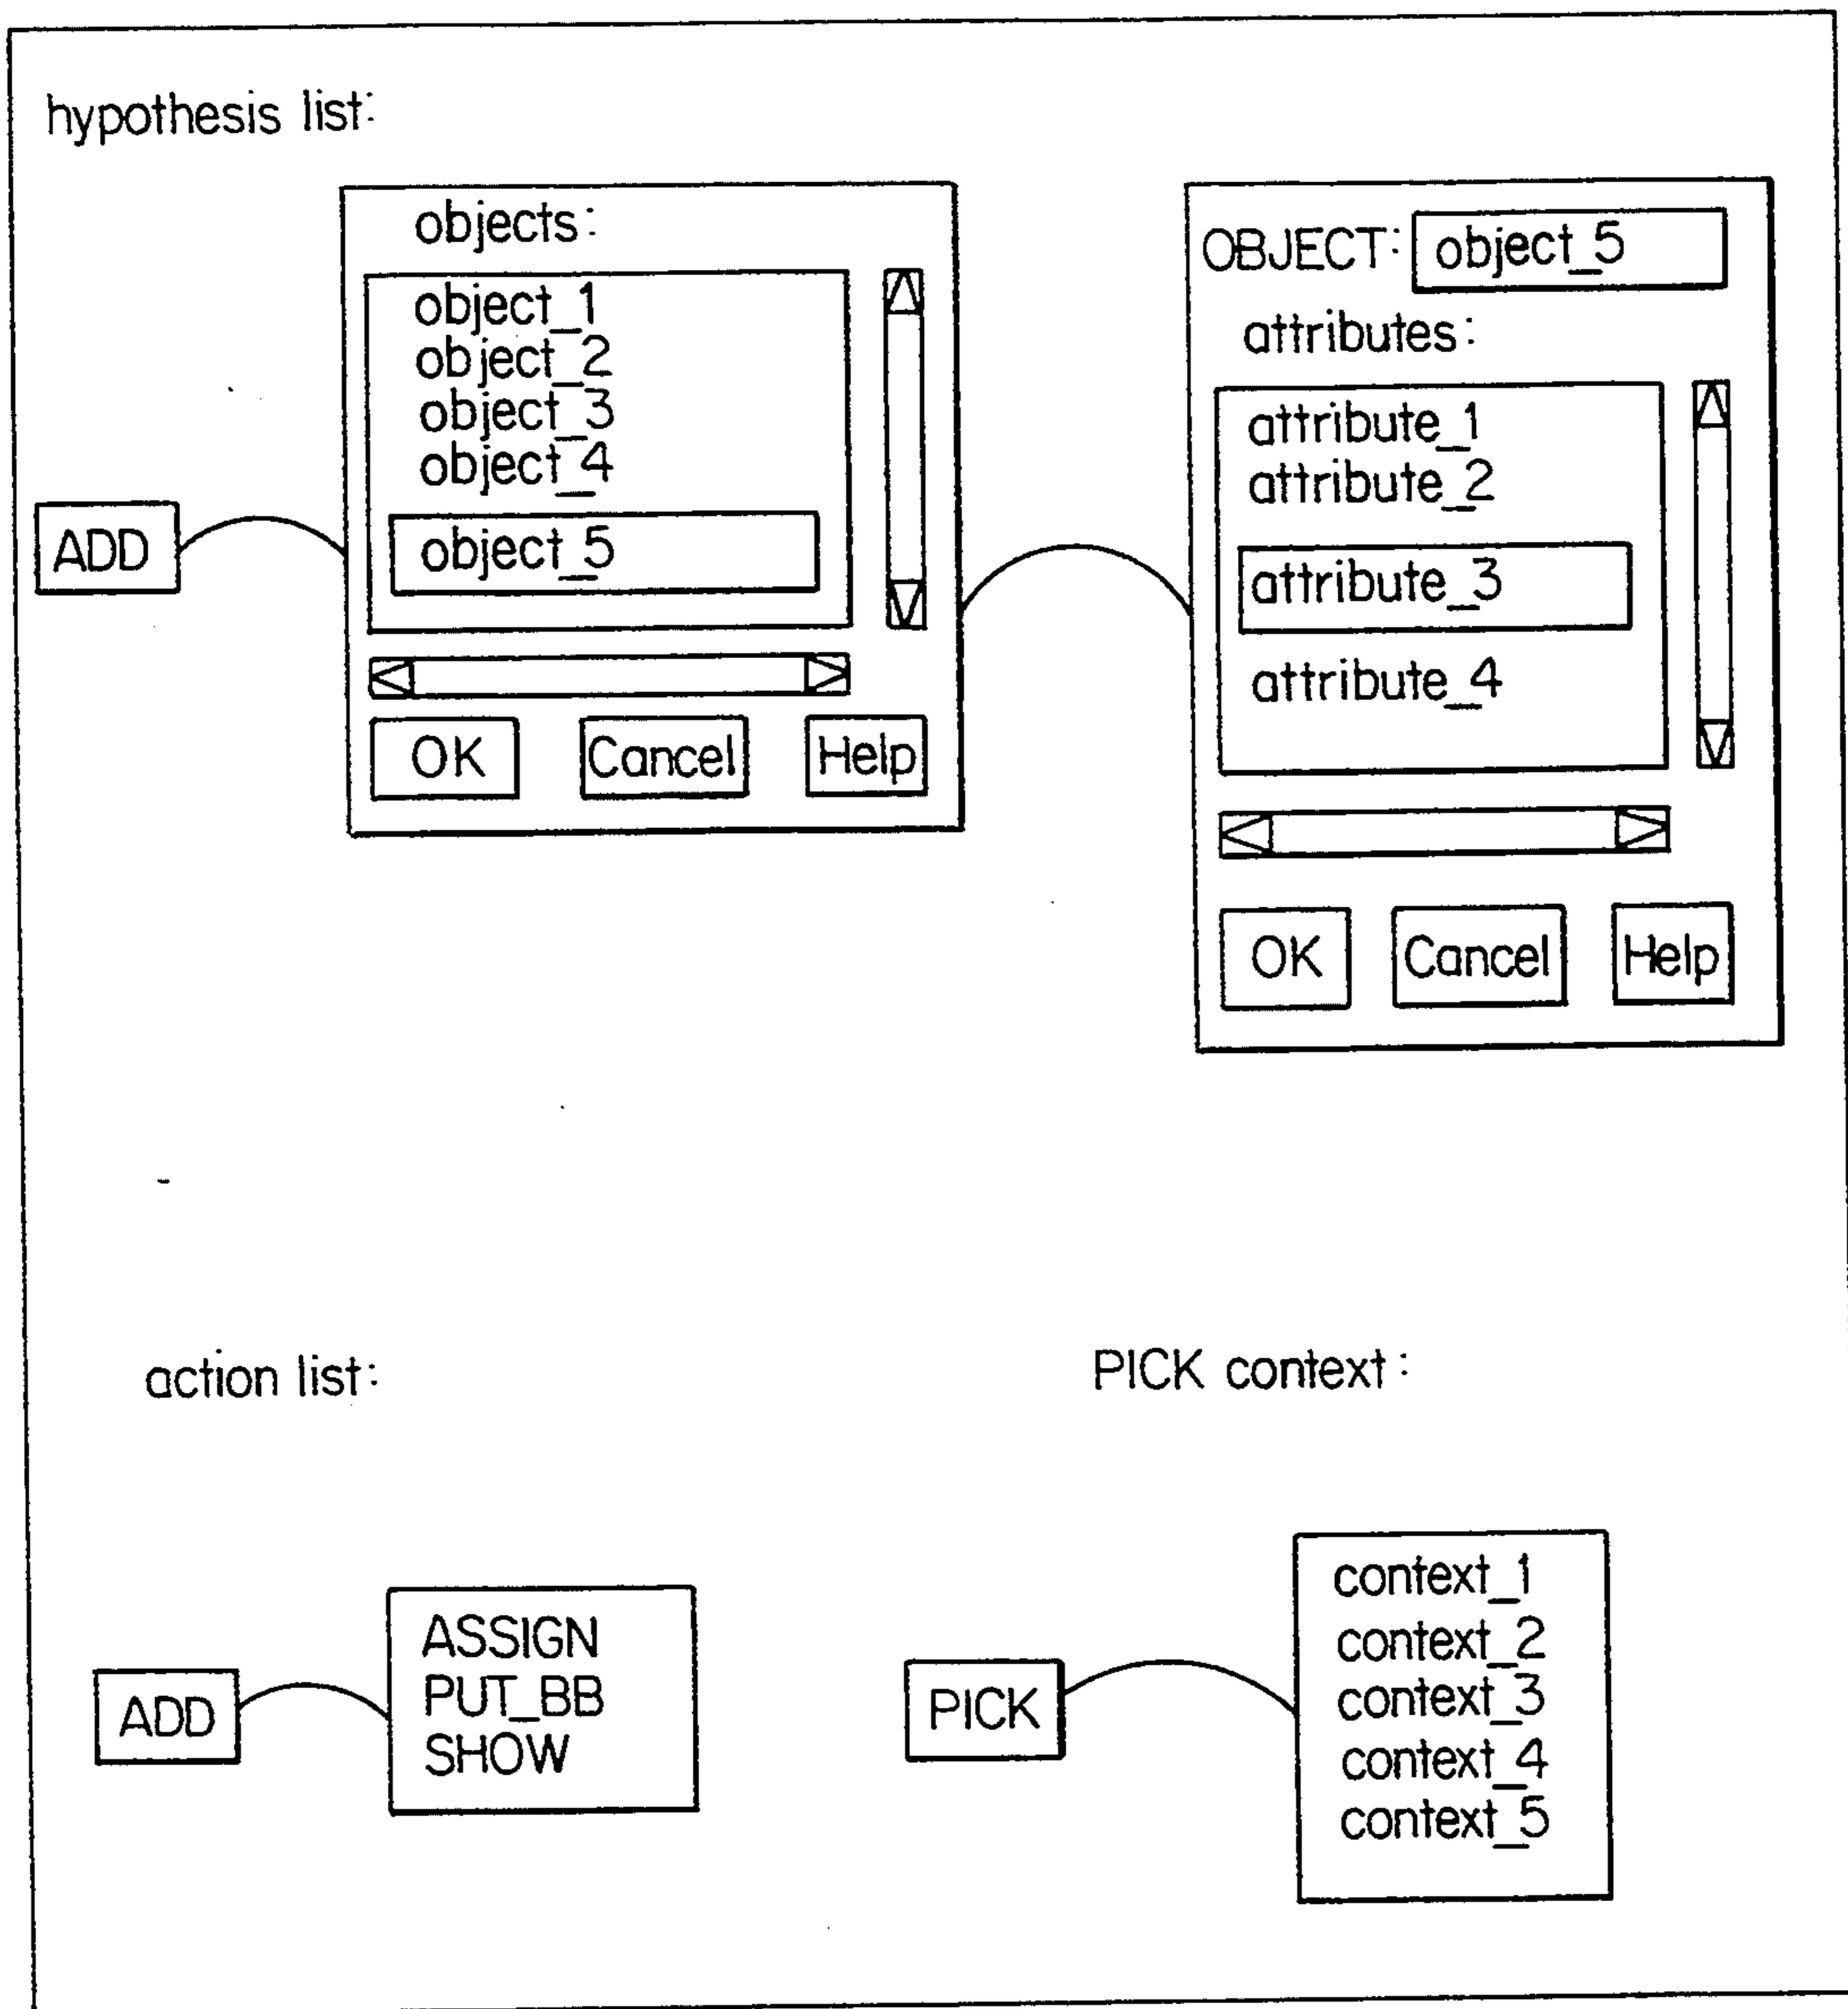 hypothesis list:
objects:
object_1
object_2
object_3
object_4
object_5
ADD
OK Cancel Help
OBJECT: object_5
attributes:
attribute_1
attribute_2
attribute_3
attribute_4
OK Cancel Help
action list:
ADD
ASSIGN
PUT_BB
SHOW
PICK context:
PICK
context_1
context_2
context_3
context_4
context_5